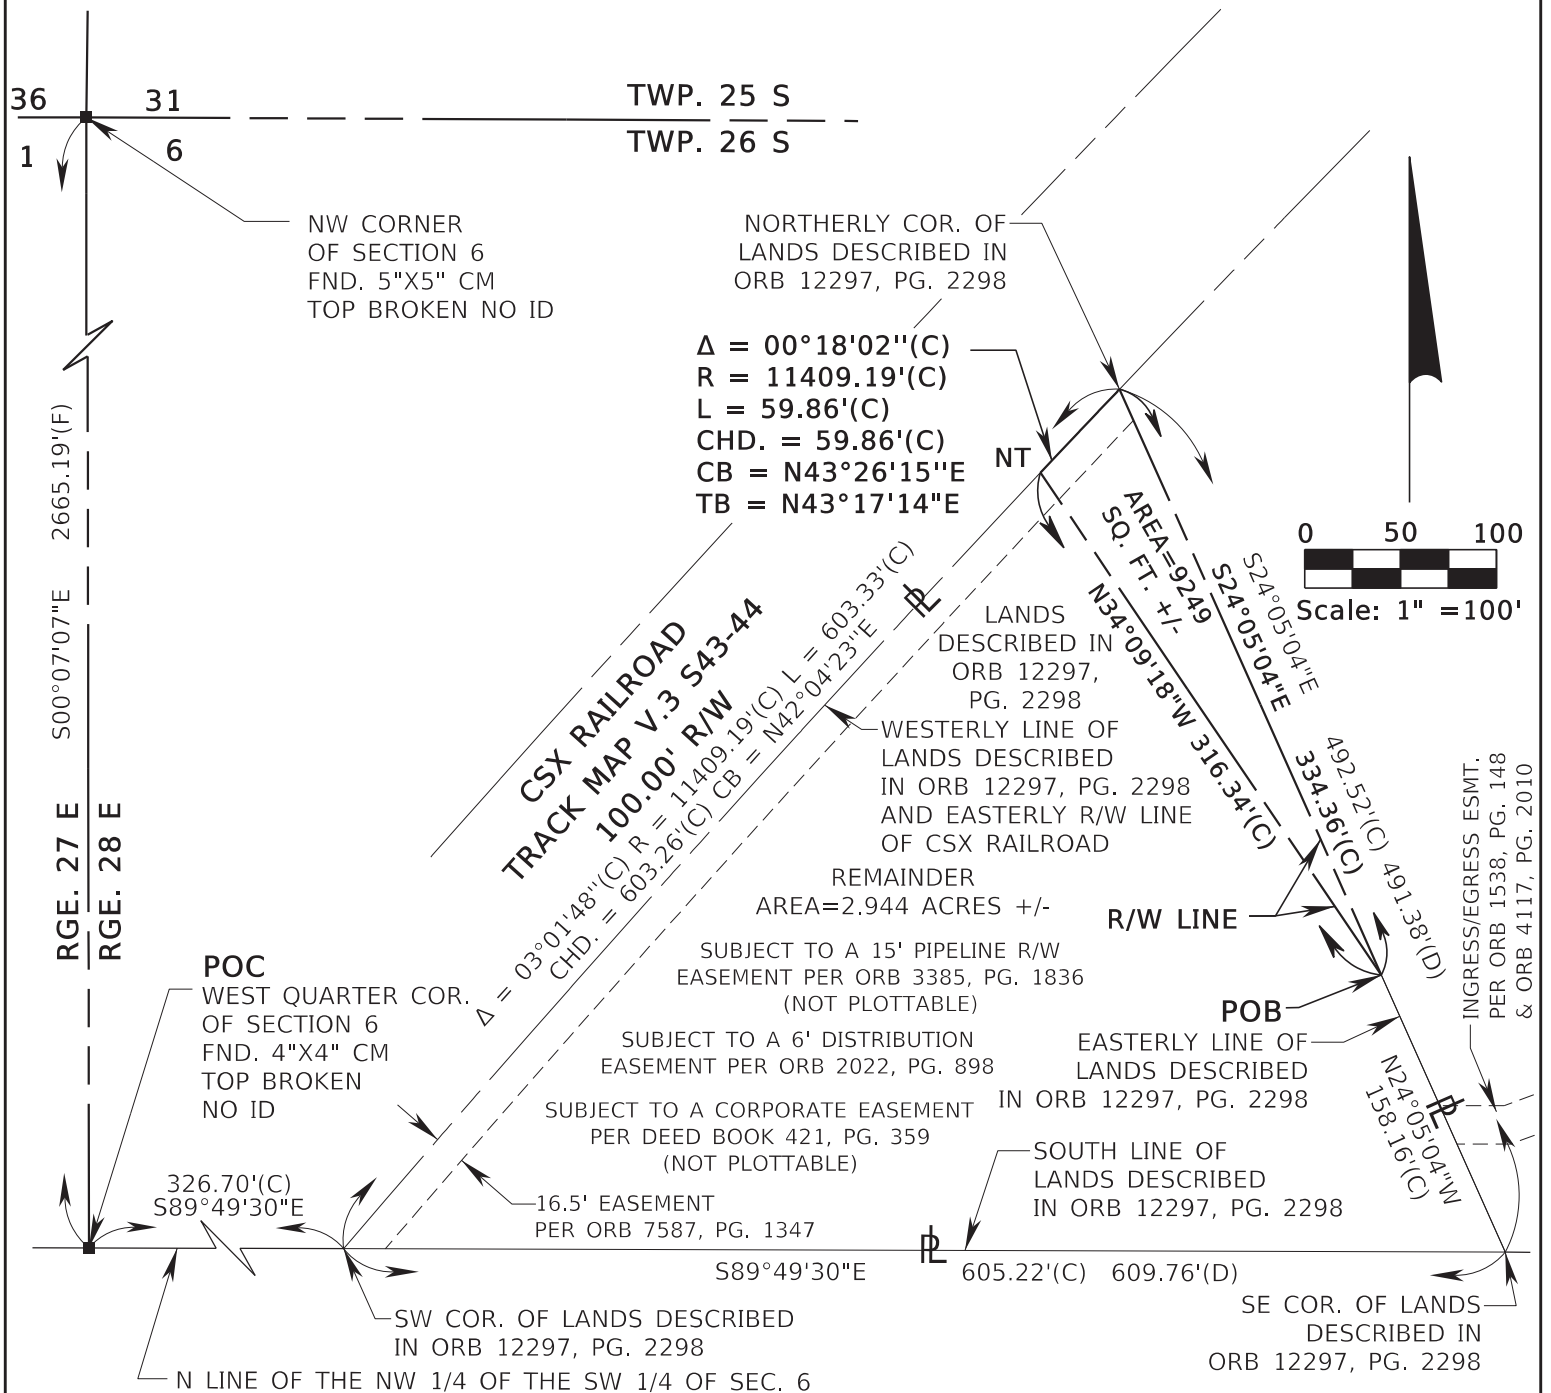 36
31
1
6
TWP. 25 S
TWP. 26 S
NW CORNER
OF SECTION 6
FND. 5"X5" CM
TOP BROKEN NO ID
NORTHERLY COR. OF
LANDS DESCRIBED IN
ORB 12297, PG. 2298
Δ = 00°18'02''(C)
R = 11409.19'(C)
L = 59.86'(C)
CHD. = 59.86'(C)
CB = N43°26'15''E
TB = N43°17'14"E
NT
0 50 100
Scale: 1" =100'
S00°07'07"E 2665.19'(F)
RGE. 27 E
RGE. 28 E
CSX RAILROAD
TRACK MAP V.3 S43-44
100.00' R/W
Δ = 03°01'48''(C) R = 11409.19'(C) L = 603.33'(C)
CHD. = 603.26'(C) CB = N42°04'23''E
PL
AREA=9249
SQ. FT. +/-
S24°05'04"E
S24°05'04"E
N34°09'18"W 316.34'(C)
334.36'(C)
492.52'(C) 491.38'(D)
LANDS
DESCRIBED IN
ORB 12297,
PG. 2298
WESTERLY LINE OF
LANDS DESCRIBED
IN ORB 12297, PG. 2298
AND EASTERLY R/W LINE
OF CSX RAILROAD
REMAINDER
AREA=2.944 ACRES +/-
R/W LINE
INGRESS/EGRESS ESMT.
PER ORB 1538, PG. 148
& ORB 4117, PG. 2010
SUBJECT TO A 15' PIPELINE R/W
EASEMENT PER ORB 3385, PG. 1836
(NOT PLOTTABLE)
POC
WEST QUARTER COR.
OF SECTION 6
FND. 4"X4" CM
TOP BROKEN
NO ID
POB
SUBJECT TO A 6' DISTRIBUTION
EASEMENT PER ORB 2022, PG. 898
EASTERLY LINE OF
LANDS DESCRIBED
IN ORB 12297, PG. 2298
SUBJECT TO A CORPORATE EASEMENT
PER DEED BOOK 421, PG. 359
(NOT PLOTTABLE)
N24°05'04"W
158.16'(C)
PL
SOUTH LINE OF
LANDS DESCRIBED
IN ORB 12297, PG. 2298
326.70'(C)
S89°49'30"E
16.5' EASEMENT
PER ORB 7587, PG. 1347
PL
S89°49'30"E 605.22'(C) 609.76'(D)
SW COR. OF LANDS DESCRIBED
IN ORB 12297, PG. 2298
SE COR. OF LANDS
DESCRIBED IN
ORB 12297, PG. 2298
N LINE OF THE NW 1/4 OF THE SW 1/4 OF SEC. 6